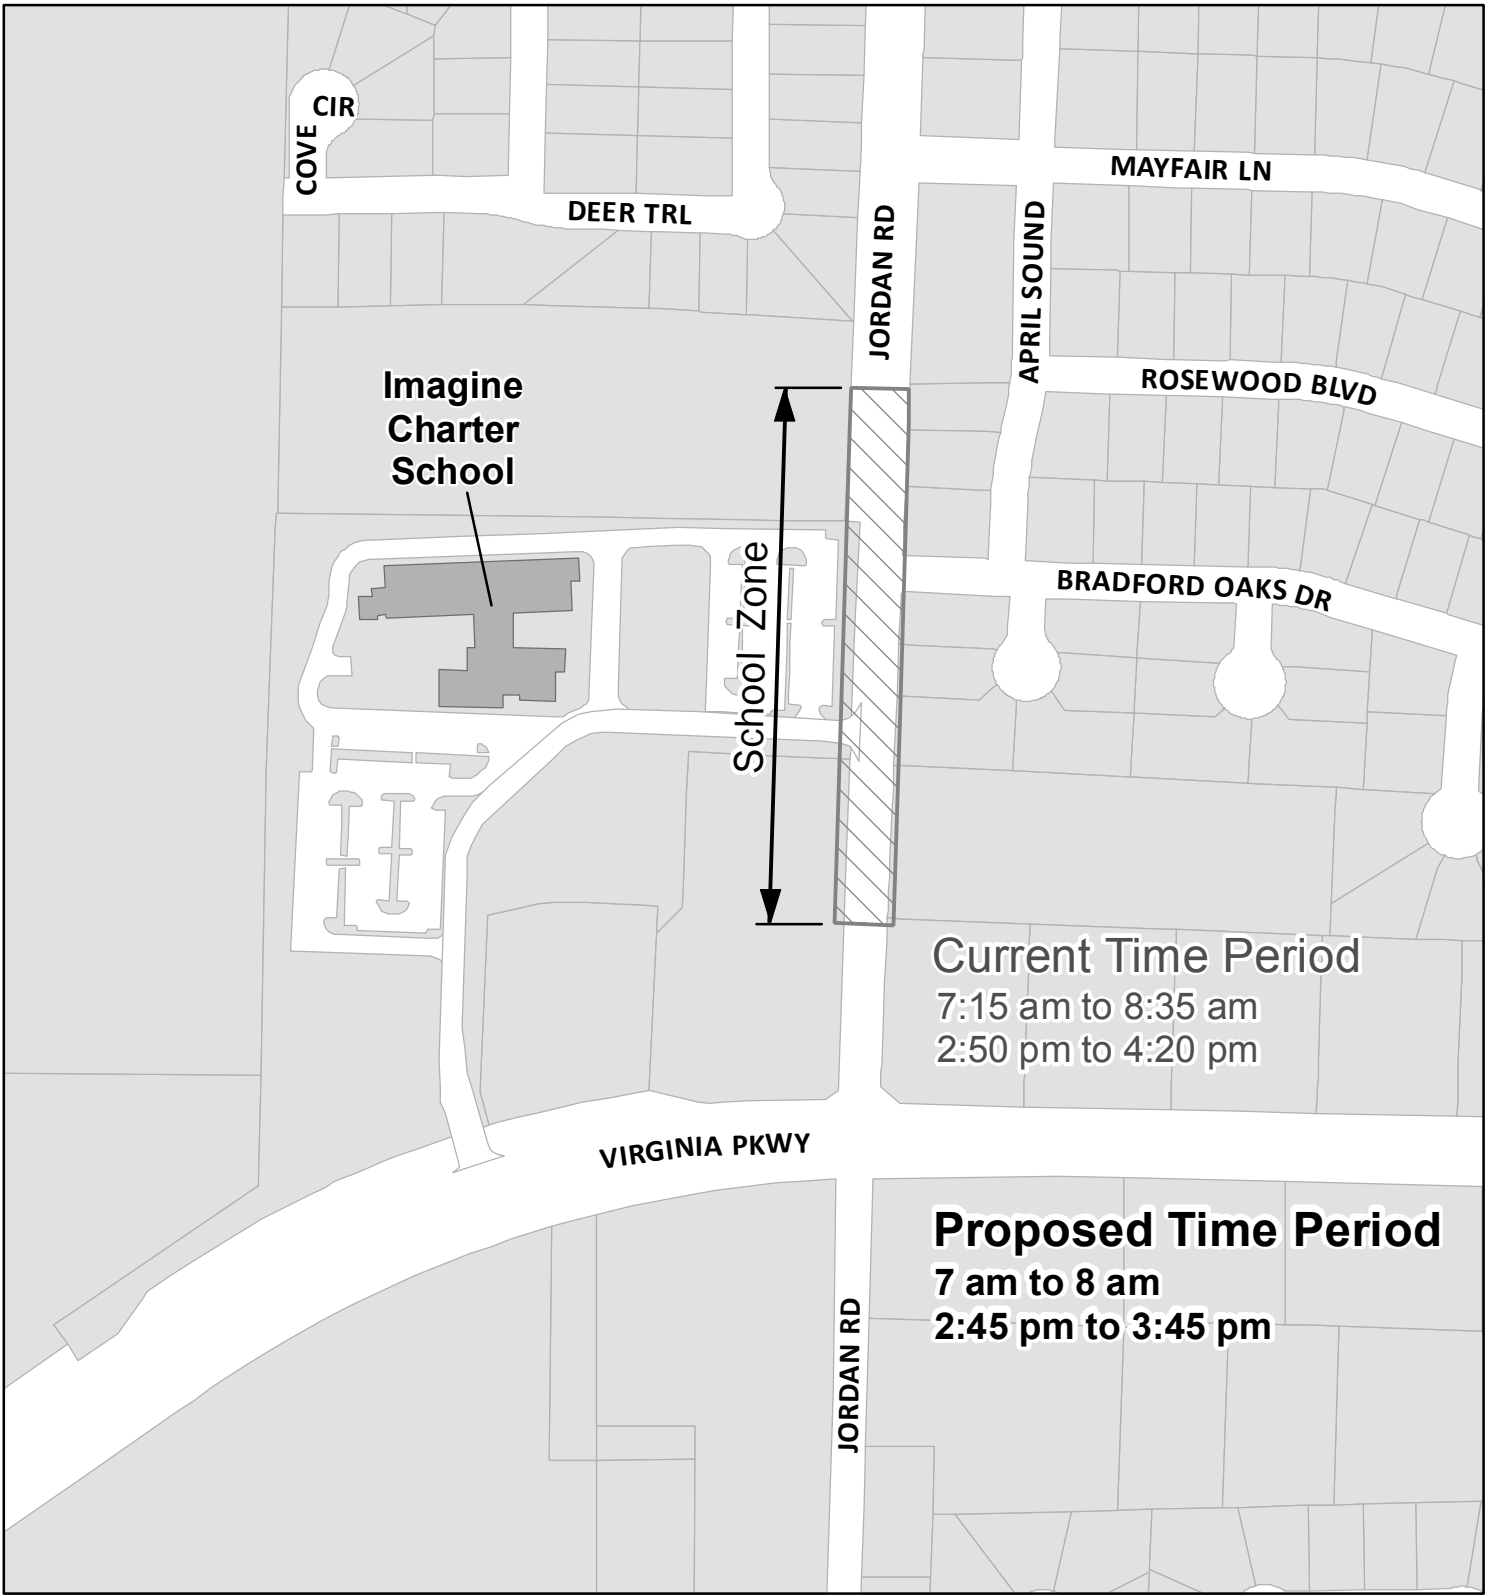 CIR
COVE
DEER TRL
MAYFAIR LN
JORDAN RD
APRIL SOUND
ROSEWOOD BLVD
Imagine
Charter
School
School Zone
BRADFORD OAKS DR
Current Time Period
7:15 am to 8:35 am
2:50 pm to 4:20 pm
VIRGINIA PKWY
Proposed Time Period
7 am to 8 am
2:45 pm to 3:45 pm
JORDAN RD